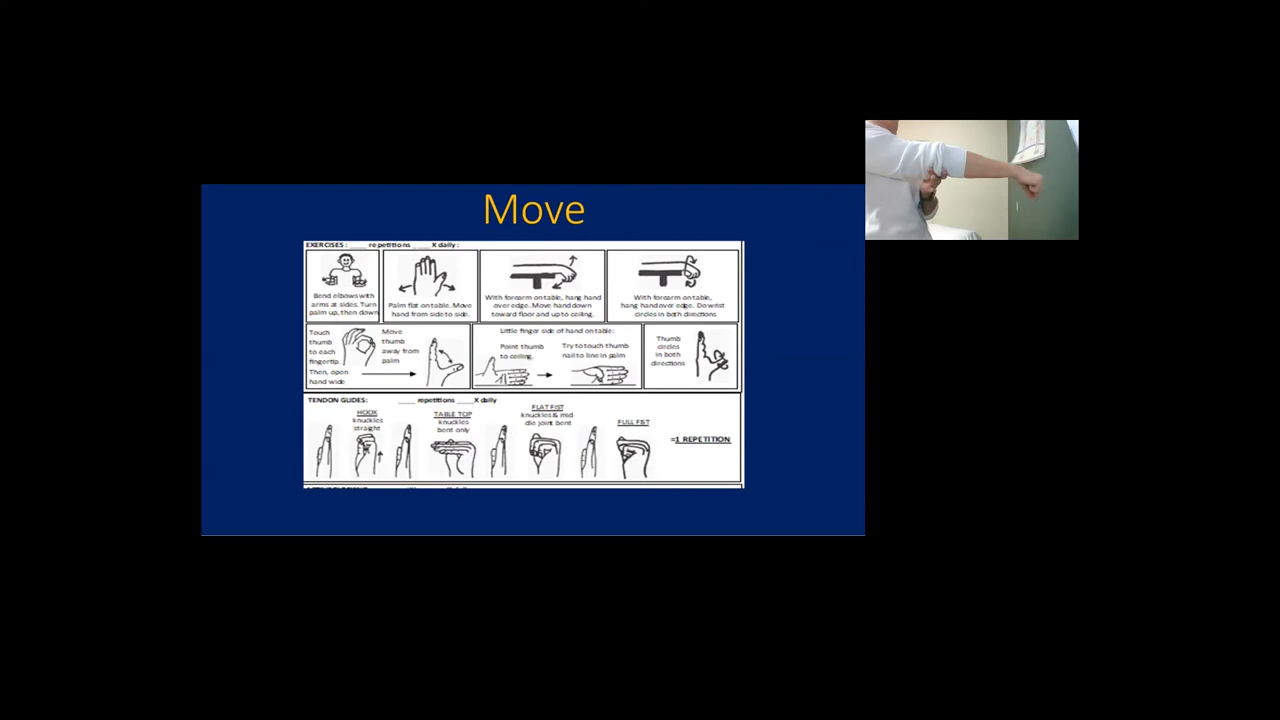 Move
EXERCISES: ____ repetitions ____ X daily:
Bend elbows with
arms at sides. Turn
palm up, then down
Palm flat on table. Move
hand from side to side.
With forearm on table, hang hand
over edge. Move hand down
toward floor and up to ceiling.
With forearm on table,
hang hand over edge. Do wrist
circles in both directions
Touch
thumb
to each
fingertip.
Then, open
hand wide
Move
thumb
away from
palm
Little finger side of hand on table:
Point thumb
to ceiling.
Try to touch thumb
nail to line in palm
Thumb
circles
in both
directions
TENDON GLIDES: ____ repetitions ____X daily
HOOK
knuckles
straight
TABLE TOP
knuckles
bent only
FLAT FIST
knuckles & mid
dle joint bent
FULL FIST
=1 REPETITION